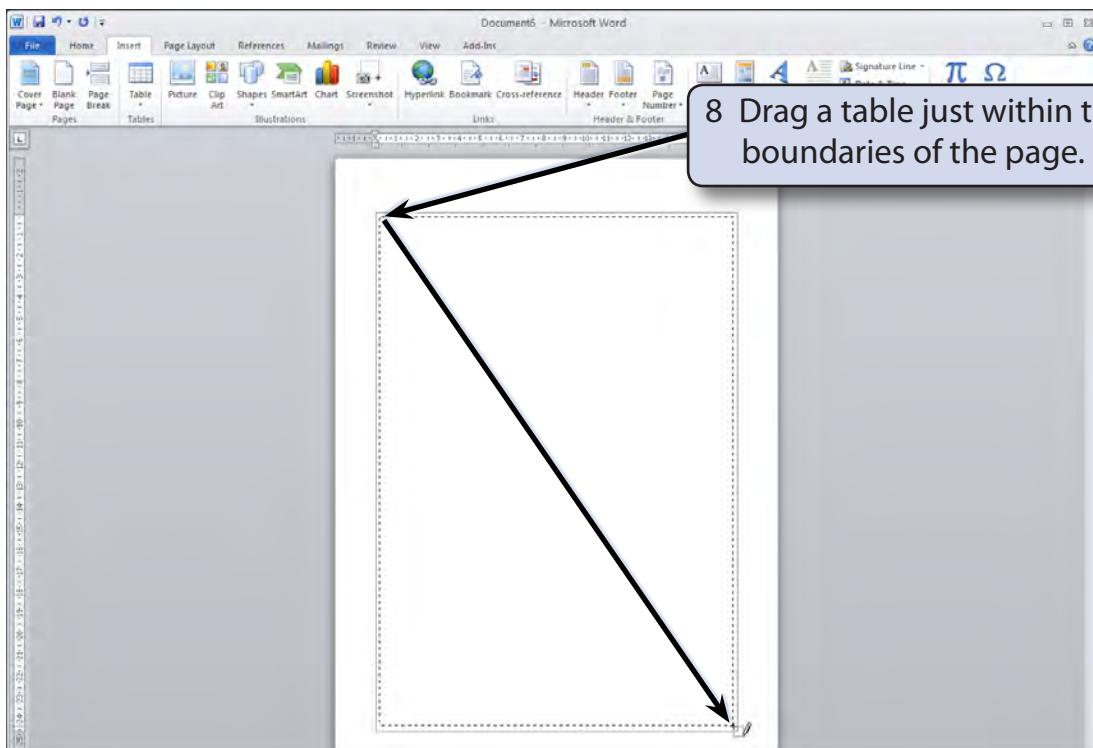 Document6 - Microsoft Word
File Home Insert Page Layout References Mailings Review View Add-Ins
Cover Page Blank Page Page Break Table Picture Clip Art Shapes SmartArt Chart Screenshot Hyperlink Bookmark Cross-reference Header Footer Page Number Signature Line
Pages Tables Illustrations Links Header & Footer
8 Drag a table just within t
boundaries of the page.